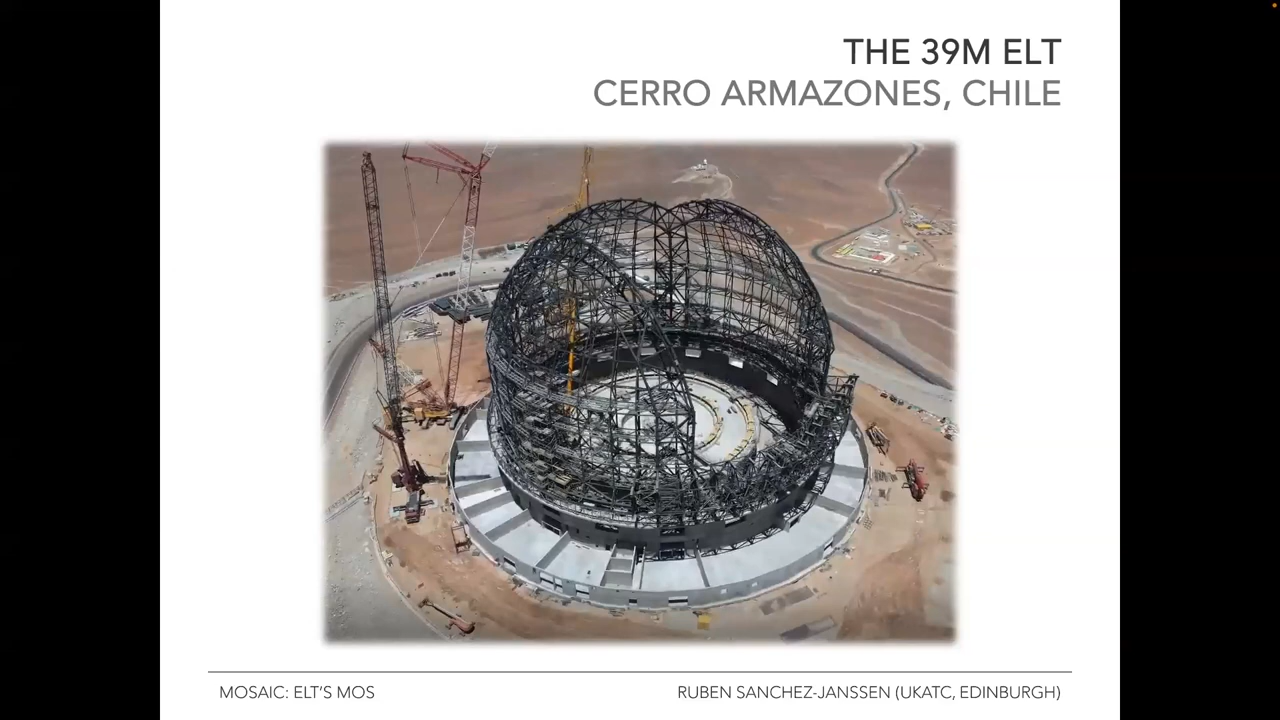 THE 39M ELT
CERRO ARMAZONES, CHILE
MOSAIC: ELT'S MOS
RUBEN SANCHEZ-JANSSEN (UKATC, EDINBURGH)